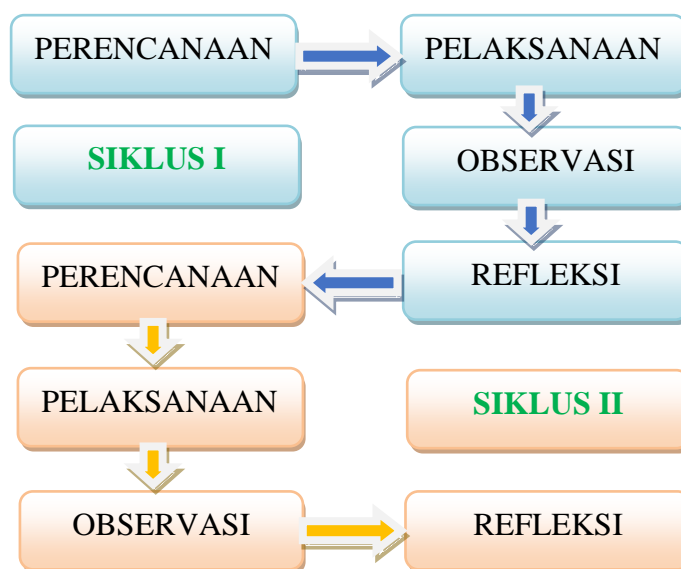 PERENCANAAN
PELAKSANAAN
SIKLUS I
OBSERVASI
PERENCANAAN
REFLEKSI
PELAKSANAAN
SIKLUS II
OBSERVASI
REFLEKSI